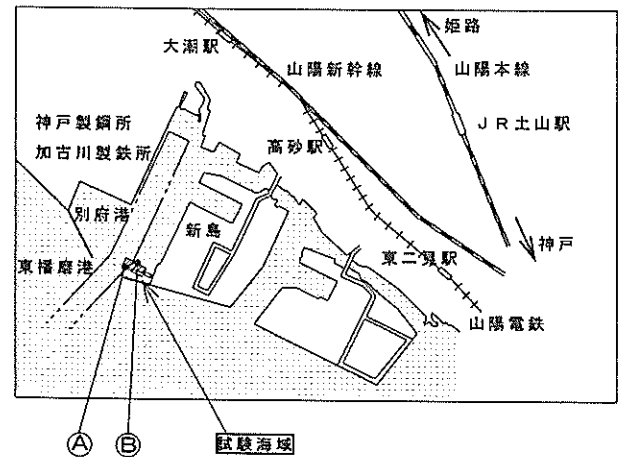 姫路
大潮駅
山陽新幹線
山陽本線
神戸製鋼所
JR土山駅
加古川製鉄所
高砂駅
別府港
新島
神戸
東播磨港
東二見駅
山陽電鉄
Ⓐ
Ⓑ
試験海域